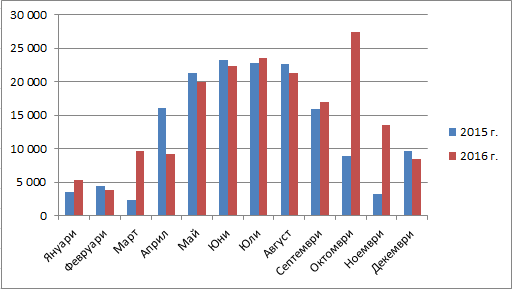 30 000
25 000
20 000
15 000
10 000
5 000
0
Януари
Февруари
Март
Април
Май
Юни
Юли
Август
Септември
Октомври
Ноември
Декември
2015 г.
2016 г.